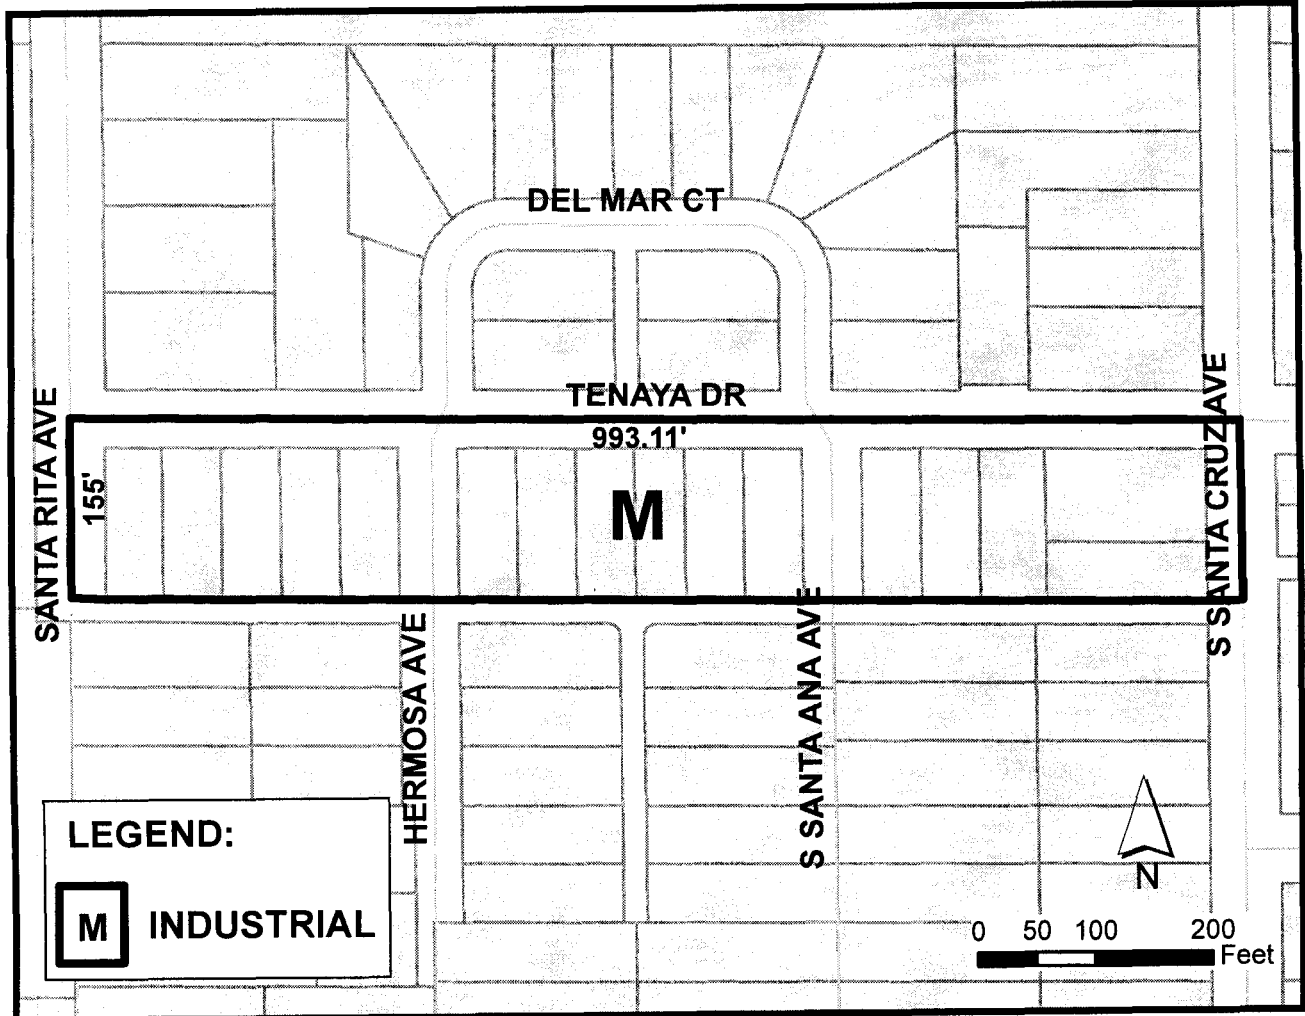 DEL MAR CT
TENAYA DR
993.11'
M
155'
SANTA RITA AVE
S SANTA CRUZ AVE
HERMOSA AVE
S SANTA ANA AVE
LEGEND:
M INDUSTRIAL
N
0 50 100 200
Feet